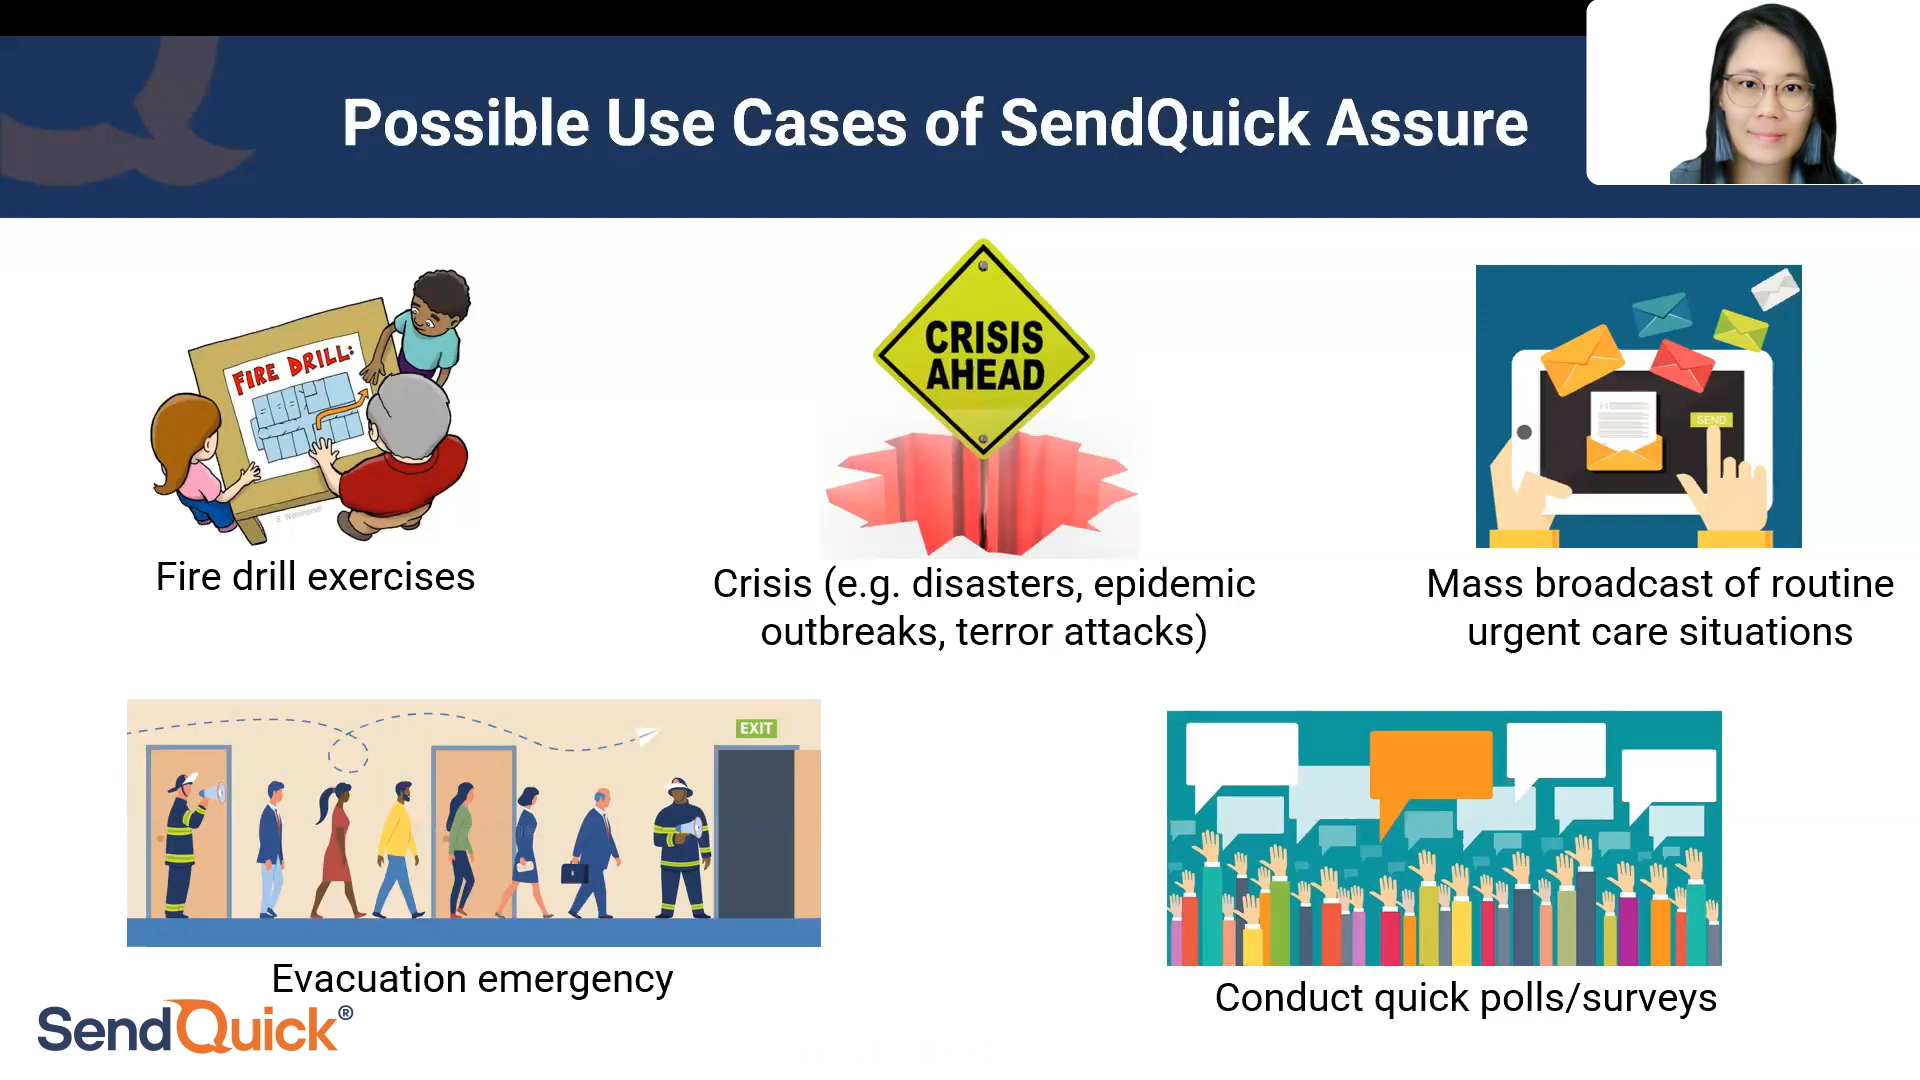 Possible Use Cases of SendQuick Assure
FIRE DRILL:
Fire drill exercises
CRISIS
AHEAD
Crisis (e.g. disasters, epidemic
outbreaks, terror attacks)
SEND
Mass broadcast of routine
urgent care situations
EXIT
Evacuation emergency
Conduct quick polls/surveys
SendQuick®